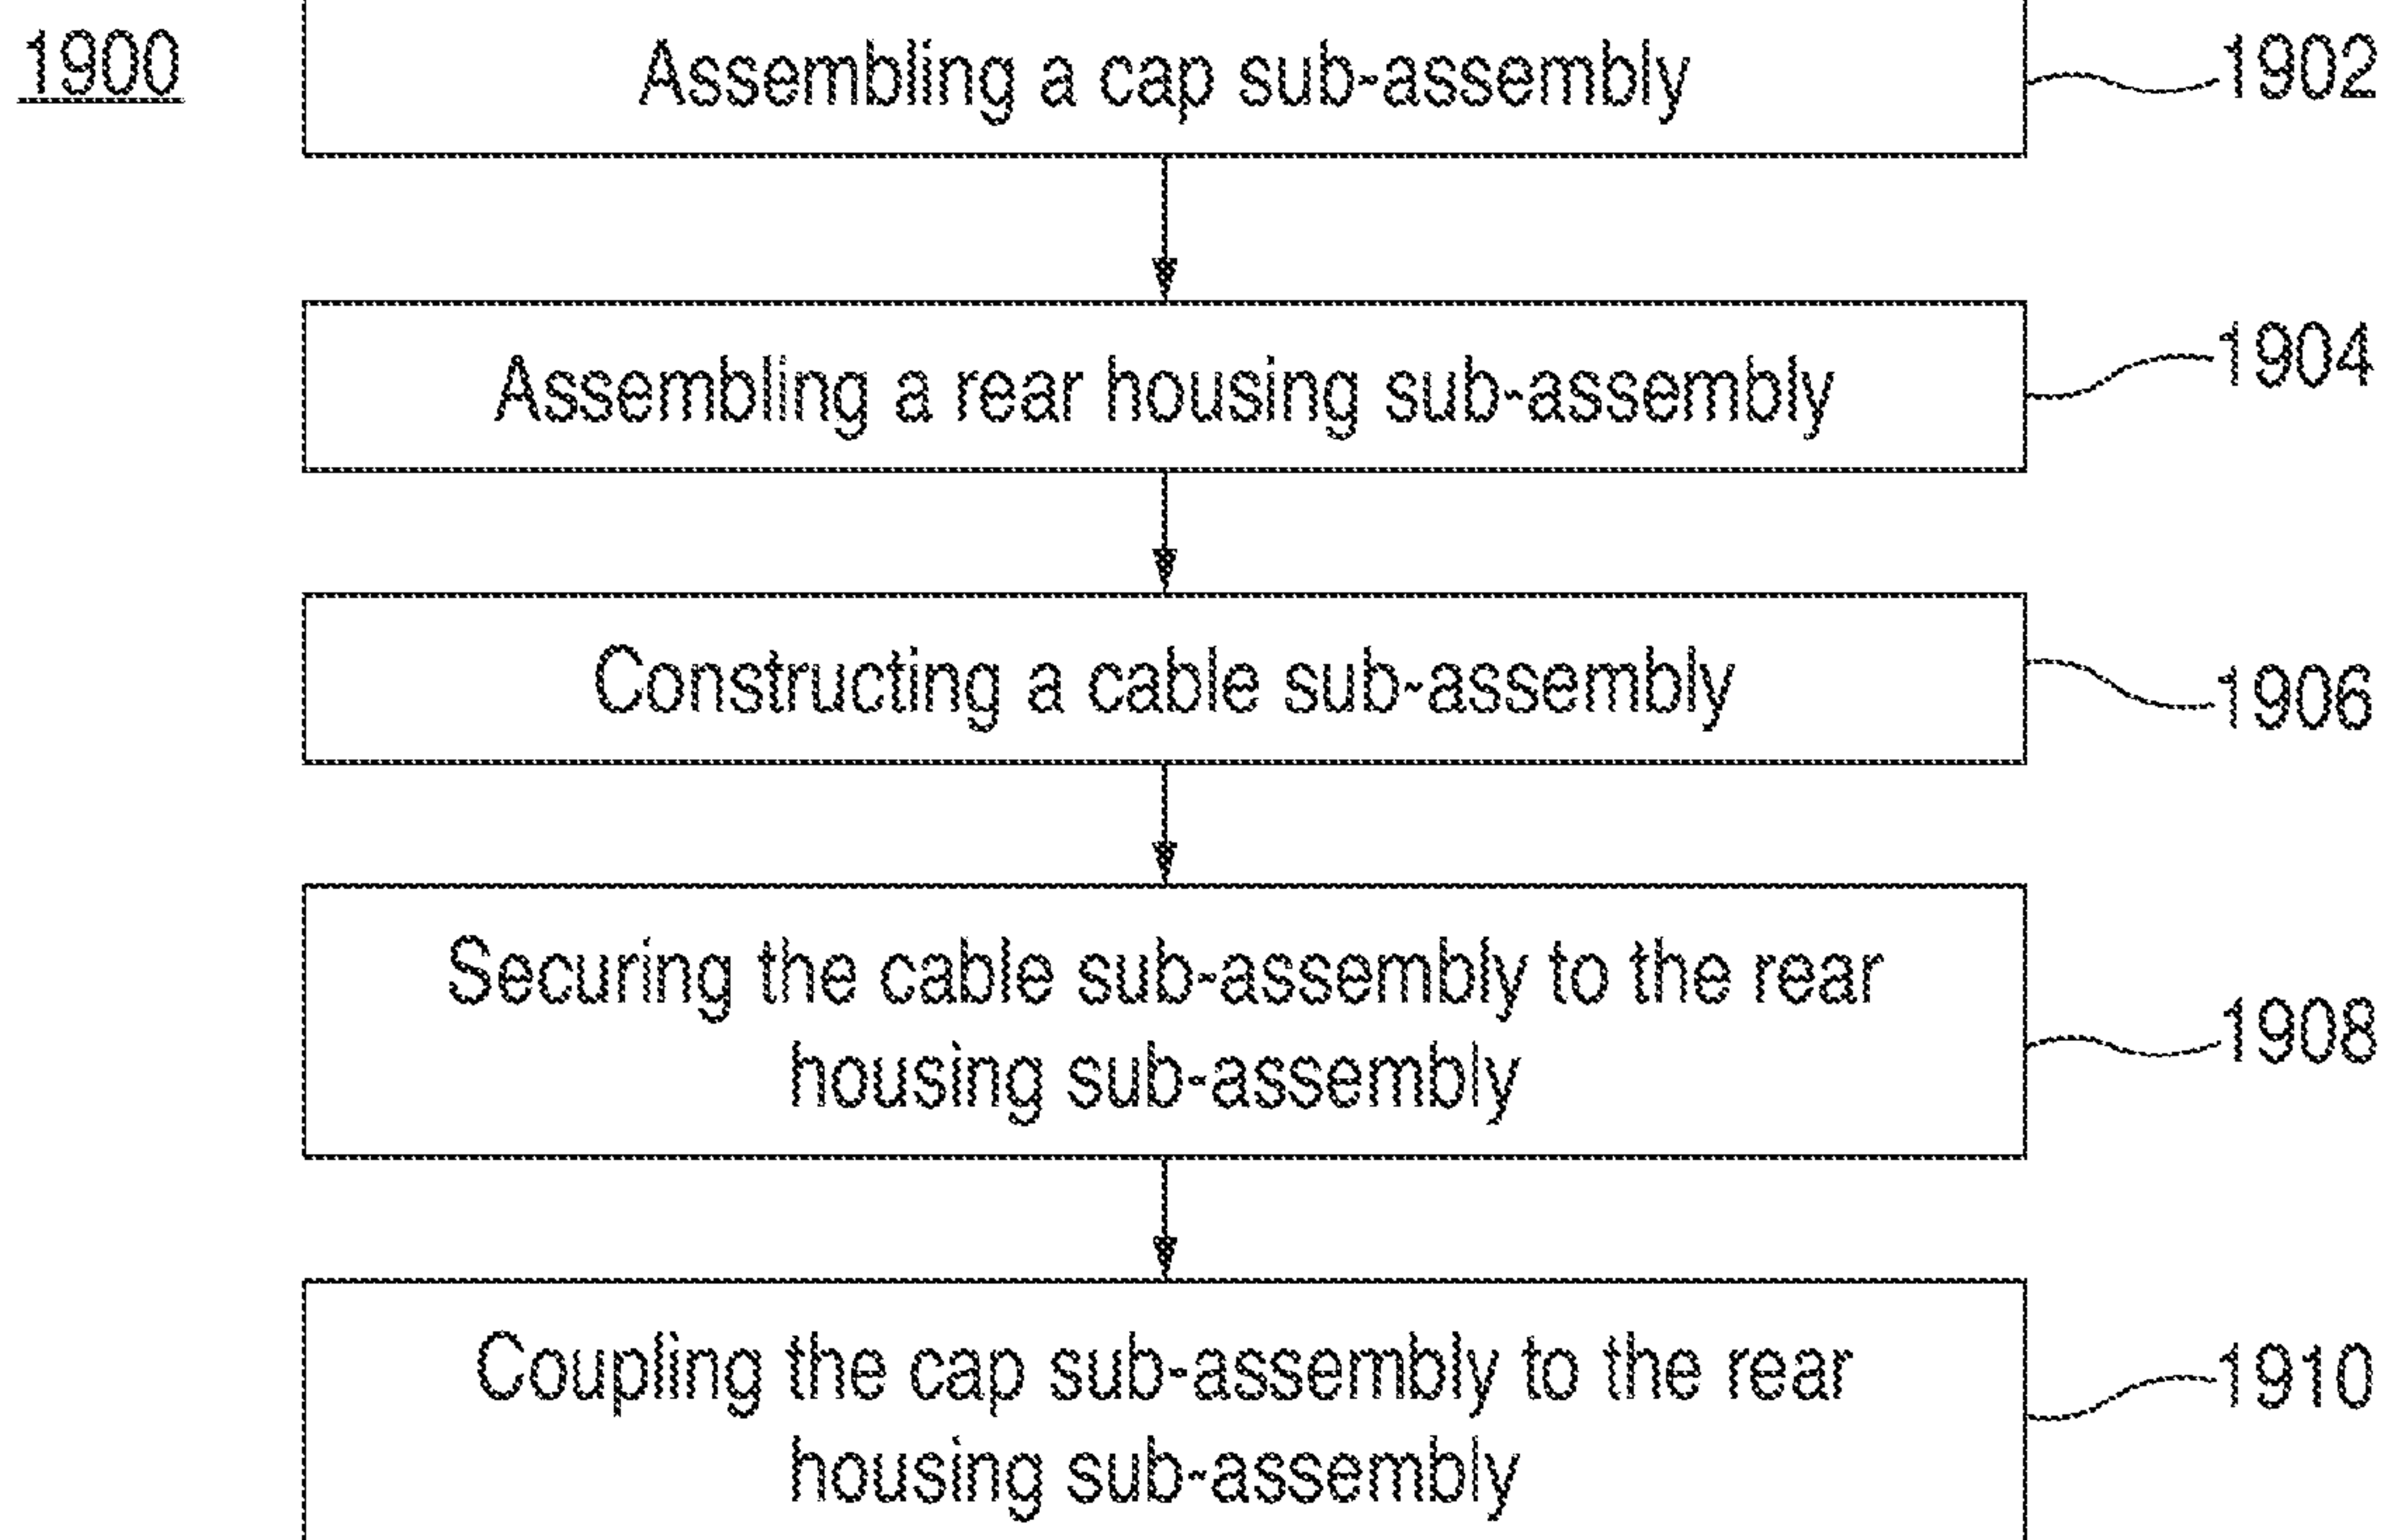 1900
Assembling a cap sub-assembly
1902
Assembling a rear housing sub-assembly
1904
Constructing a cable sub-assembly
1906
Securing the cable sub-assembly to the rear
housing sub-assembly
1908
Coupling the cap sub-assembly to the rear
housing sub-assembly
1910